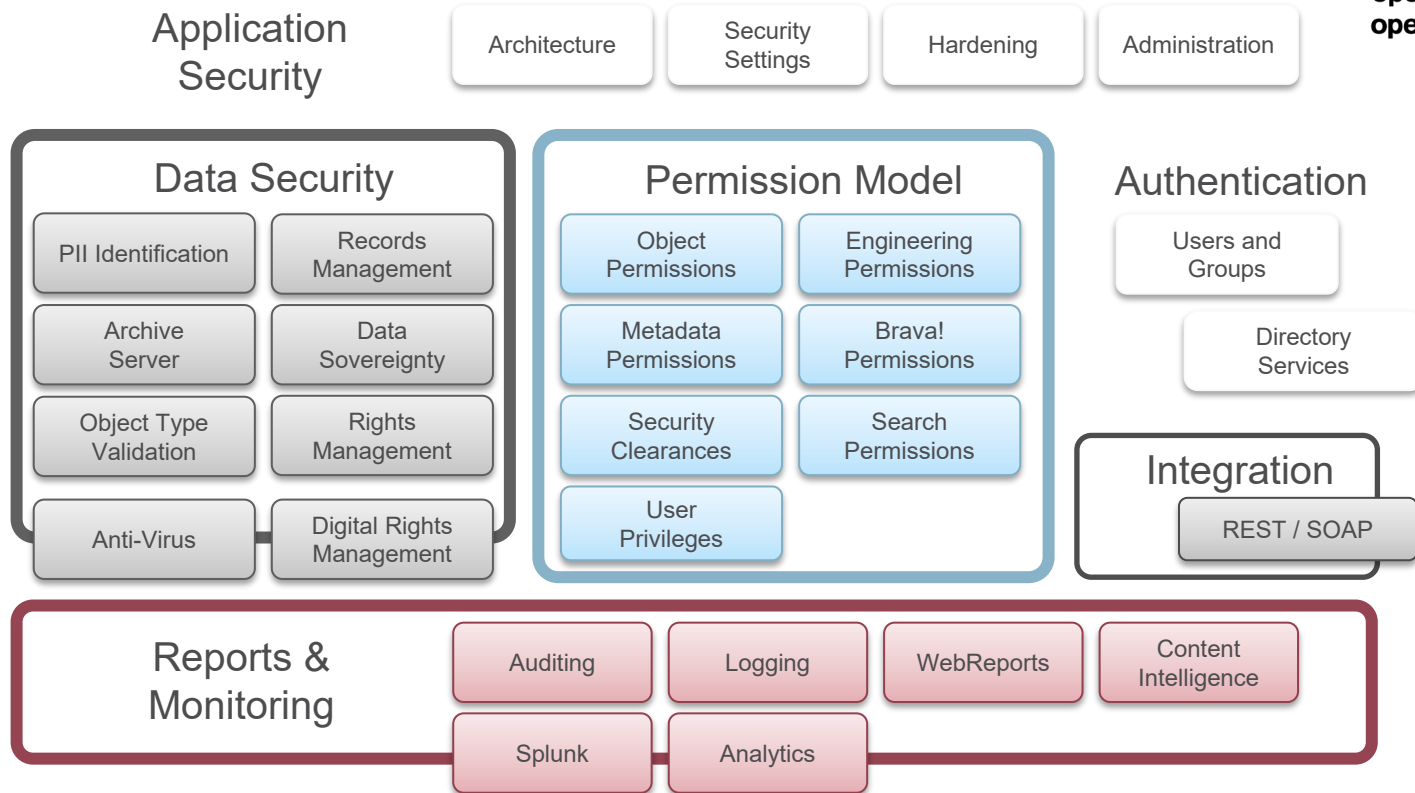 Application
Security
Architecture
Security
Settings
Hardening
Administration
ope
Data Security
PII Identification
Records
Management
Archive
Server
Data
Sovereignty
Object Type
Validation
Rights
Management
Anti-Virus
Digital Rights
Management
Permission Model
Object
Permissions
Engineering
Permissions
Metadata
Permissions
Brava!
Permissions
Security
Clearances
Search
Permissions
User
Privileges
Authentication
Users and
Groups
Directory
Services
Integration
REST / SOAP
Reports &
Monitoring
Auditing
Logging
WebReports
Content
Intelligence
Splunk
Analytics